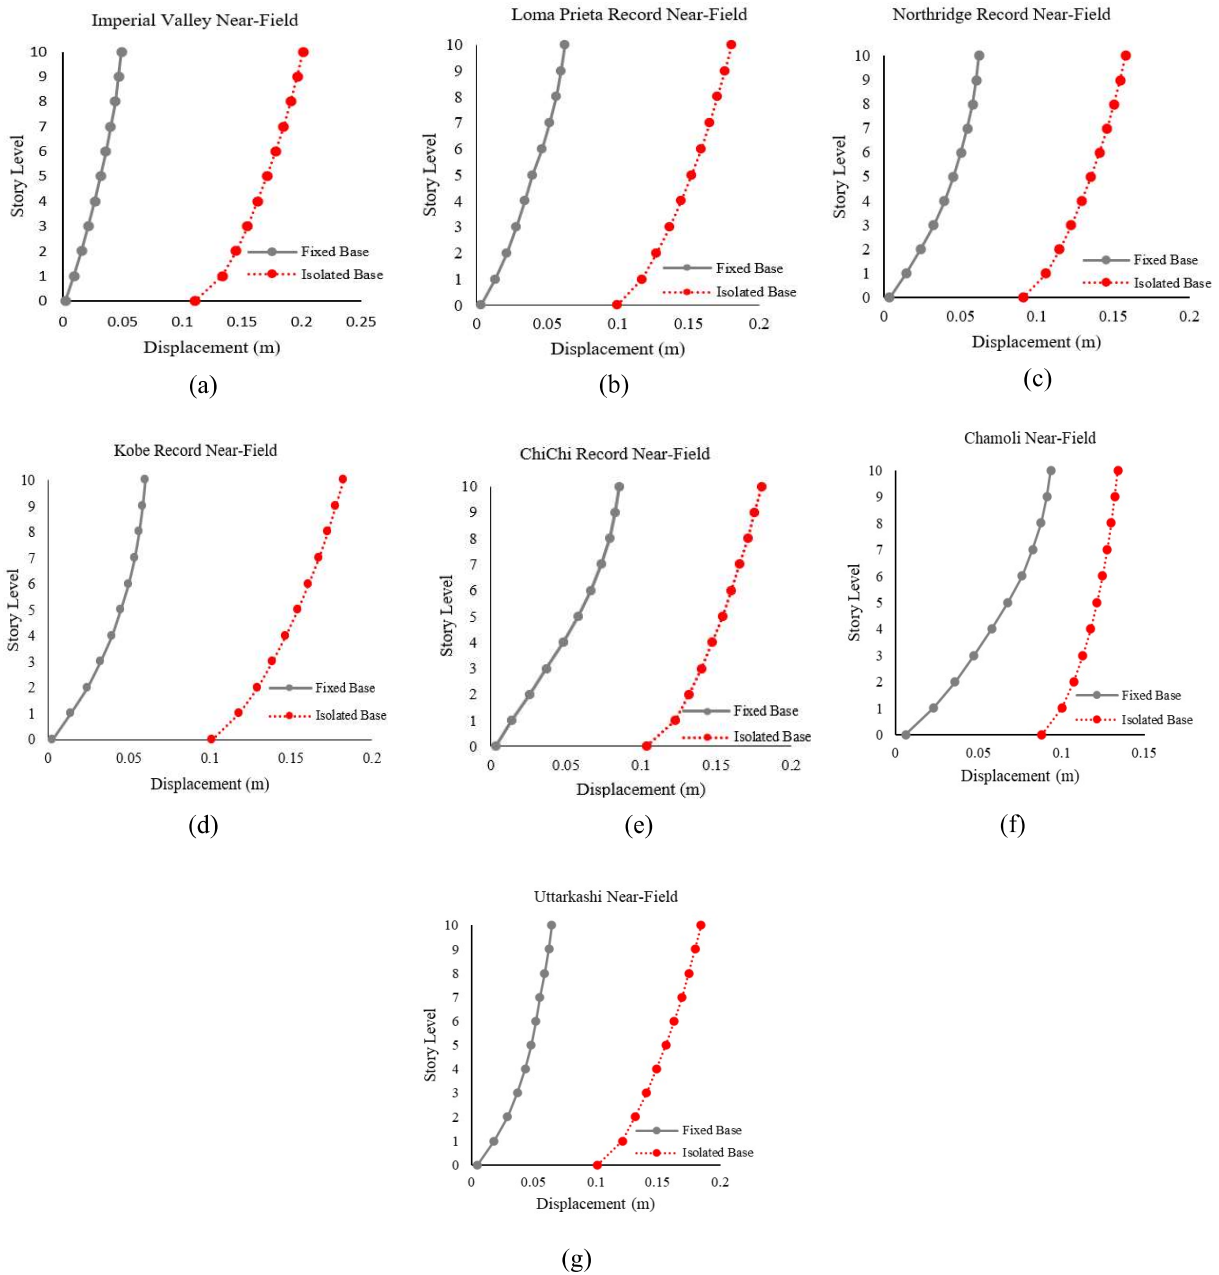 Imperial Valley Near-Field
10
9
8
7
6
5
4
3
2
1
0
Story Level
Fixed Base
Isolated Base
0 0.05 0.1 0.15 0.2 0.25
Displacement (m)
(a)
Loma Prieta Record Near-Field
10
9
8
7
6
5
4
3
2
1
0
Story Level
Fixed Base
Isolated Base
0 0.05 0.1 0.15 0.2
Displacement (m)
(b)
Northridge Record Near-Field
10
9
8
7
6
5
4
3
2
1
0
Story Level
Fixed Base
Isolated Base
0 0.05 0.1 0.15 0.2
Displacement (m)
(c)
Kobe Record Near-Field
10
9
8
7
6
5
4
3
2
1
0
Story Level
Fixed Base
Isolated Base
0 0.05 0.1 0.15 0.2
Displacement (m)
(d)
ChiChi Record Near-Field
10
9
8
7
6
5
4
3
2
1
0
Story Level
Fixed Base
Isolated Base
0 0.05 0.1 0.15 0.2
Displacement (m)
(e)
Chamoli Near-Field
10
9
8
7
6
5
4
3
2
1
0
Story Level
Fixed Base
Isolated Base
0 0.05 0.1 0.15
Displacement (m)
(f)
Uttarkashi Near-Field
10
9
8
7
6
5
4
3
2
1
0
Story Level
Fixed Base
Isolated Base
0 0.05 0.1 0.15 0.2
Displacement (m)
(g)